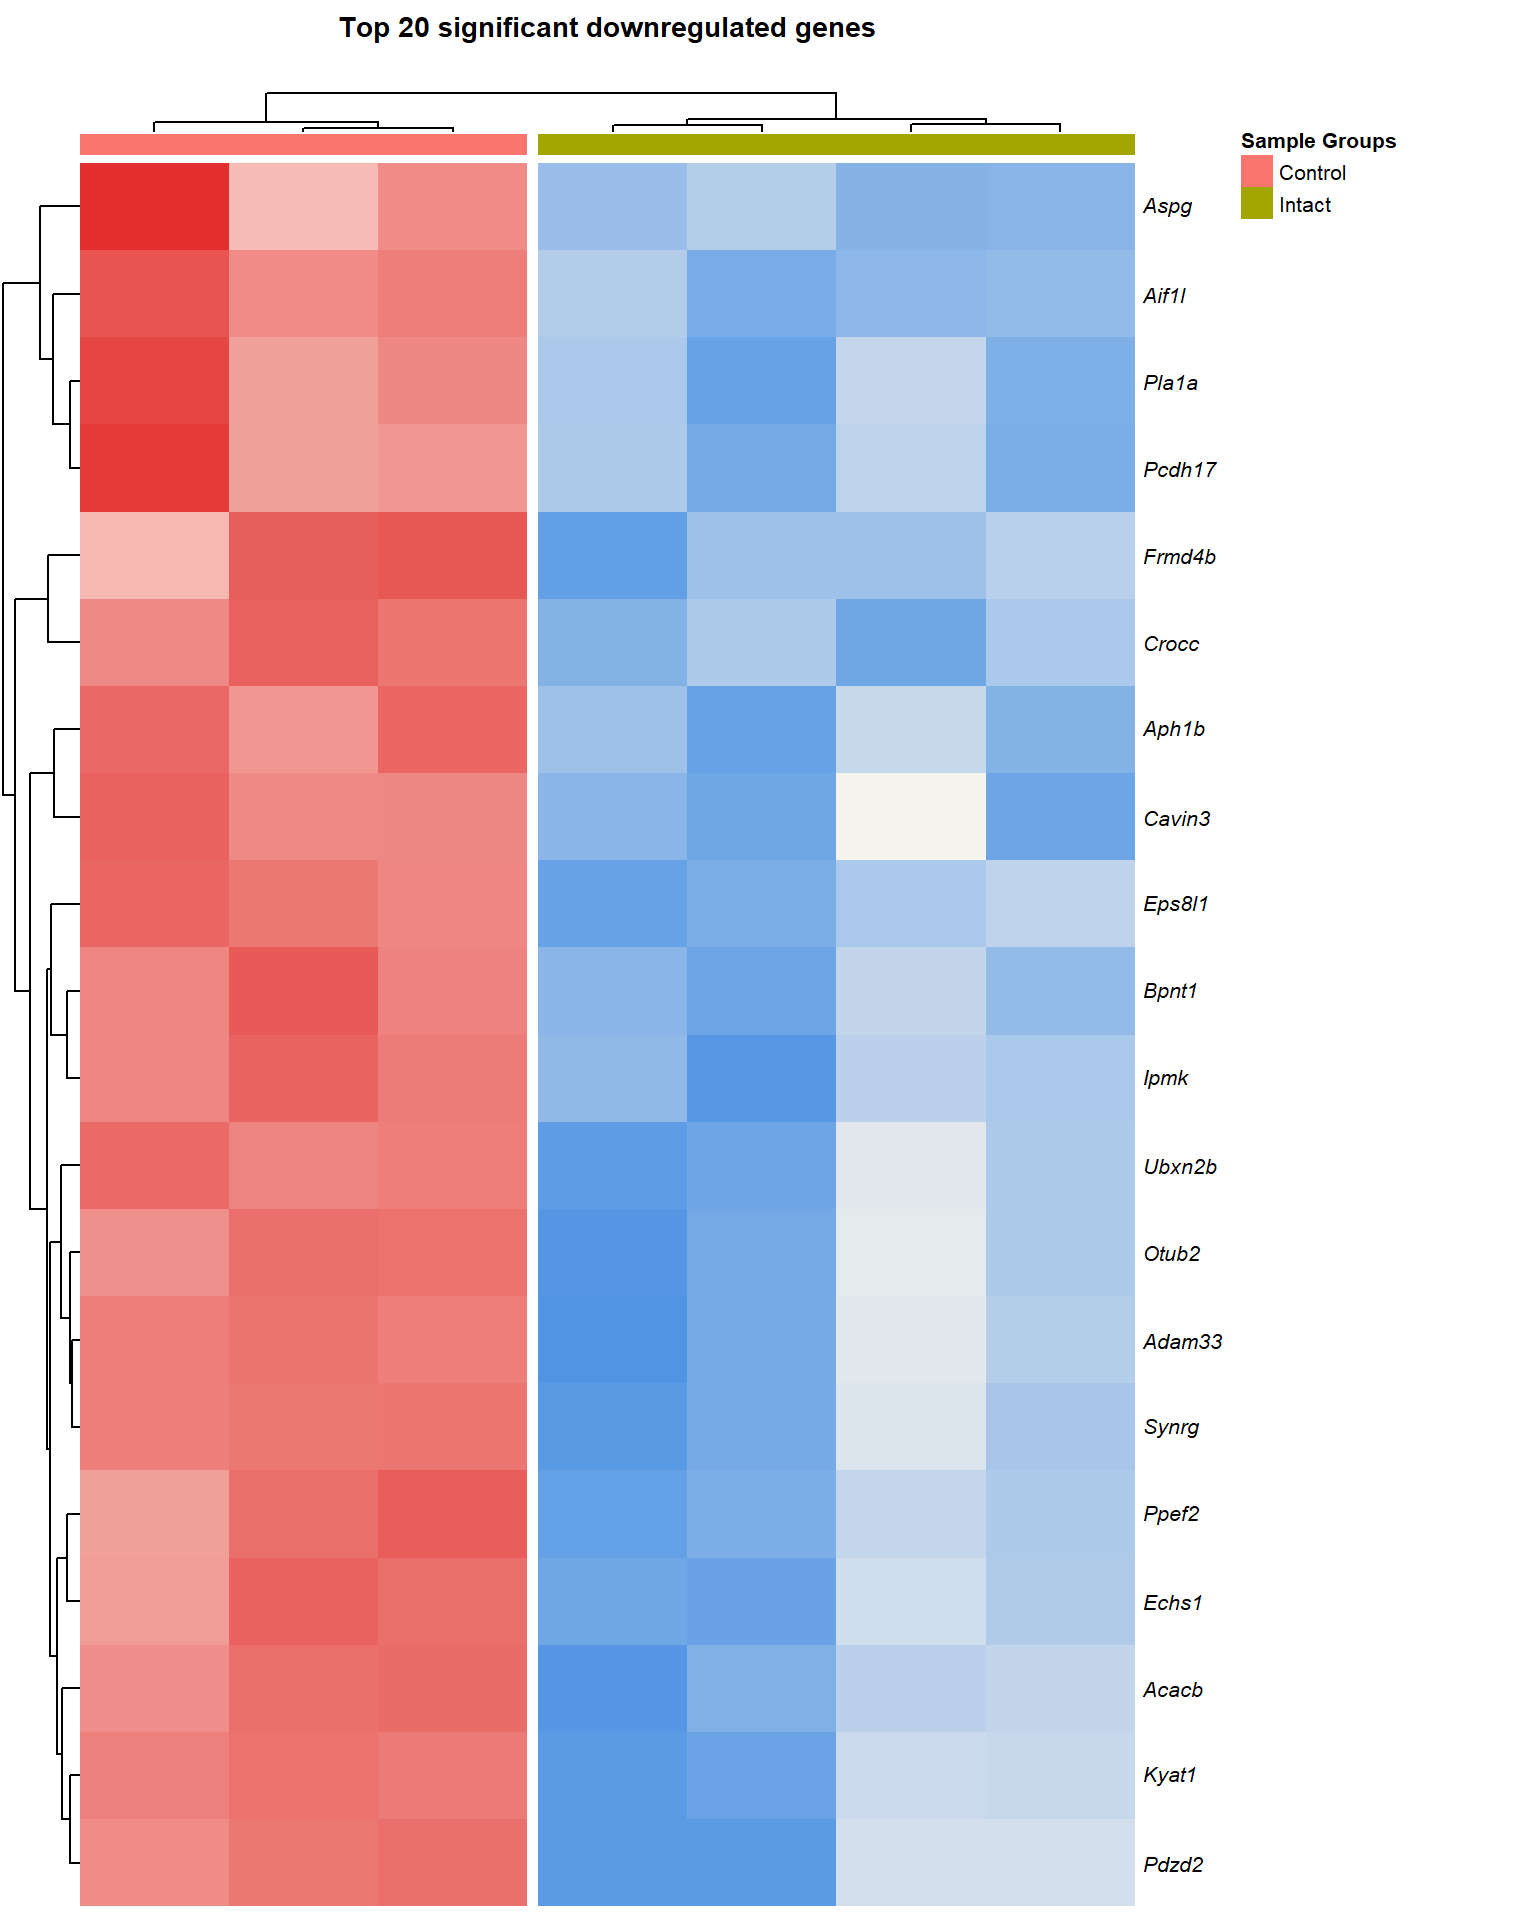 Top 20 significant downregulated genes
Sample Groups
Control
Intact
Aspg
Aif1l
Pla1a
Pcdh17
Frmd4b
Crocc
Aph1b
Cavin3
Eps8l1
Bpnt1
Ipmk
Ubxn2b
Otub2
Adam33
Synrg
Ppef2
Echs1
Acacb
Kyat1
Pdzd2